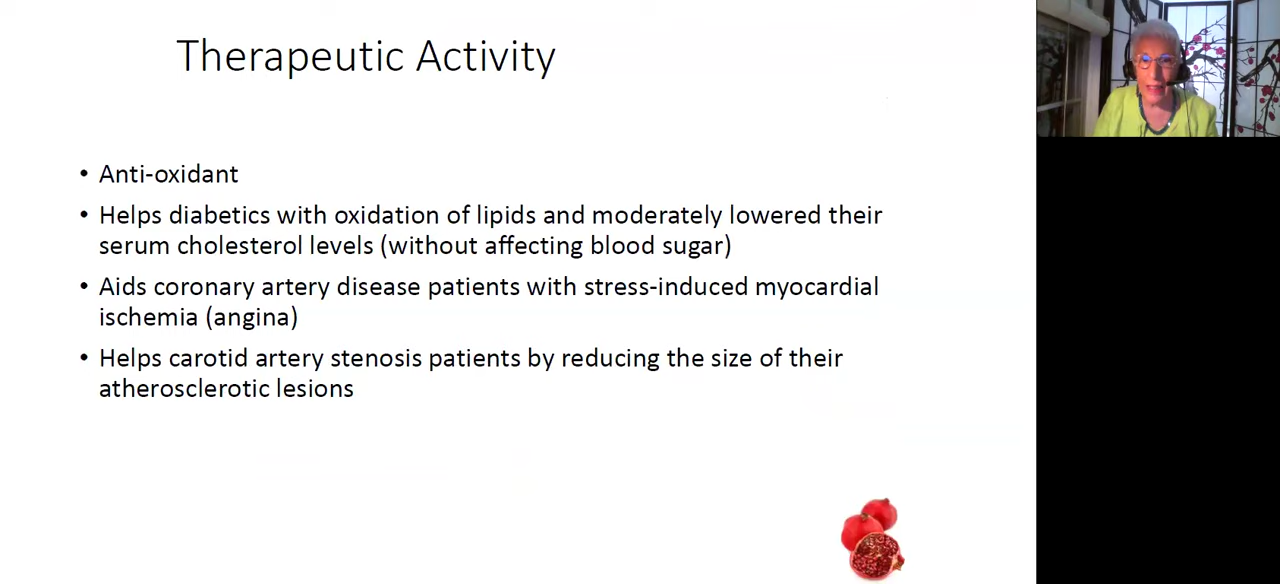 Therapeutic Activity
• Anti-oxidant
• Helps diabetics with oxidation of lipids and moderately lowered their
serum cholesterol levels (without affecting blood sugar)
• Aids coronary artery disease patients with stress-induced myocardial
ischemia (angina)
• Helps carotid artery stenosis patients by reducing the size of their
atherosclerotic lesions